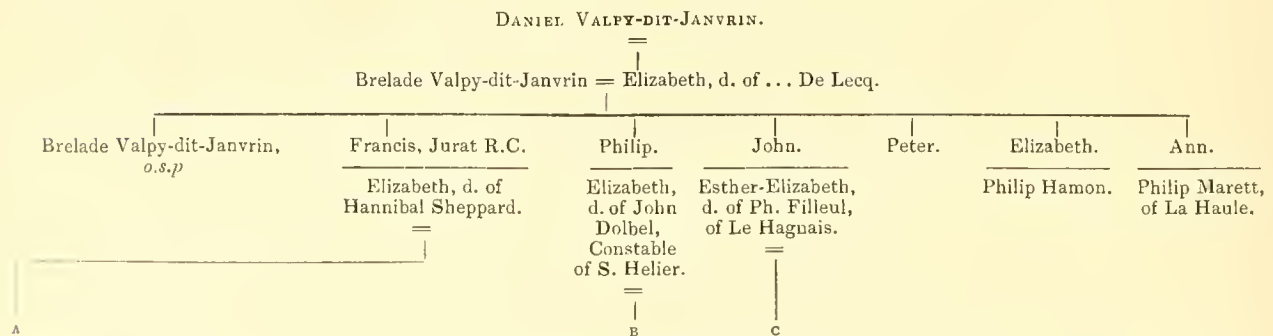 DANIEL VALPY-DIT-JANVRIN.
=
Brelade Valpy-dit-Janvrin = Elizabeth, d. of ... De Lecq.
Brelade Valpy-dit-Janvrin,
o.s.p
Francis, Jurat R.C.
Elizabeth, d. of
Hannibal Sheppard.
=
Philip.
Elizabeth,
d. of John
Dolbel,
Constable
of S. Helier.
=
John.
Esther-Elizabeth,
d. of Ph. Filleul,
of Le Haguais.
=
Peter.
Elizabeth.
Philip Hamon.
Ann.
Philip Marett,
of La Haule.
A
B
C